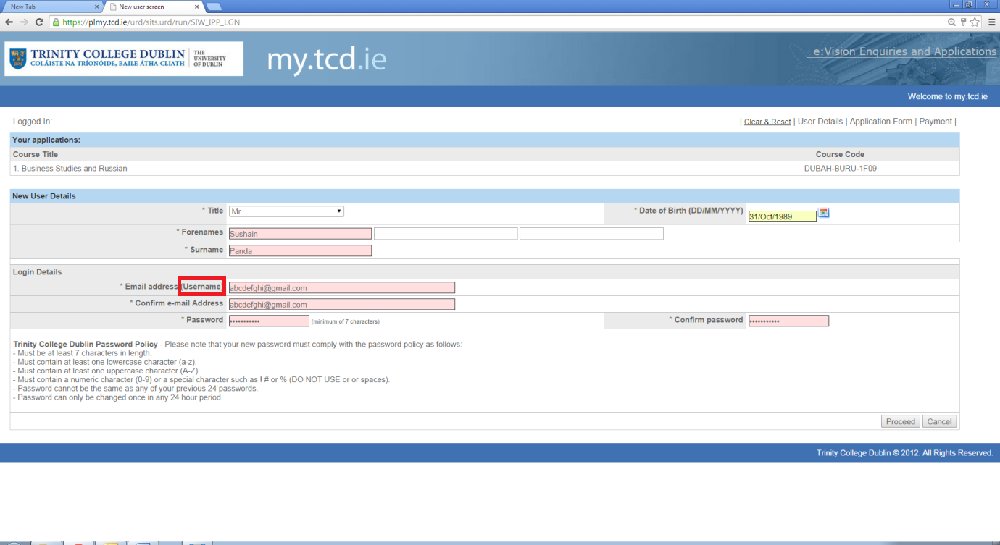 New Tab × New user screen ×
https://plmy.tcd.ie/urd/sits.urd/run/SIW_IPP_LGN
TRINITY COLLEGE DUBLIN
COLÁISTE NA TRÍONÓIDE, BAILE ÁTHA CLIATH
THE
UNIVERSITY
OF DUBLIN
my.tcd.ie
e:Vision Enquiries and Applications
Welcome to my.tcd.ie
Logged In: | Clear & Reset | User Details | Application Form | Payment |
Your applications:
Course Title Course Code
1. Business Studies and Russian DUBAH-BURU-1F09
New User Details
* Title Mr * Date of Birth (DD/MM/YYYY) 31/Oct/1989
* Forenames Sushain
* Surname Panda
Login Details
* Email address (Username) abcdefghi@gmail.com
* Confirm e-mail Address abcdefghi@gmail.com
* Password ••••••••••• (minimum of 7 characters) * Confirm password •••••••••••
Trinity College Dublin Password Policy - Please note that your new password must comply with the password policy as follows:
- Must be at least 7 characters in length.
- Must contain at least one lowercase character (a-z).
- Must contain at least one uppercase character (A-Z).
- Must contain a numeric character (0-9) or a special character such as ! # or % (DO NOT USE or or spaces).
- Password cannot be the same as any of your previous 24 passwords.
- Password can only be changed once in any 24 hour period.
Proceed Cancel
Trinity College Dublin © 2012. All Rights Reserved.